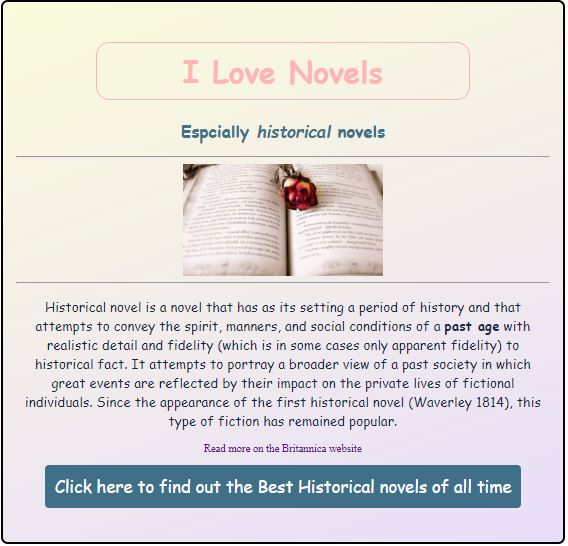 I Love Novels
Espcially historical novels
Historical novel is a novel that has as its setting a period of history and that
attempts to convey the spirit, manners, and social conditions of a past age with
realistic detail and fidelity (which is in some cases only apparent fidelity) to
historical fact. It attempts to portray a broader view of a past society in which
great events are reflected by their impact on the private lives of fictional
individuals. Since the appearance of the first historical novel (Waverley 1814), this
type of fiction has remained popular.
Read more on the Britannica website
Click here to find out the Best Historical novels of all time